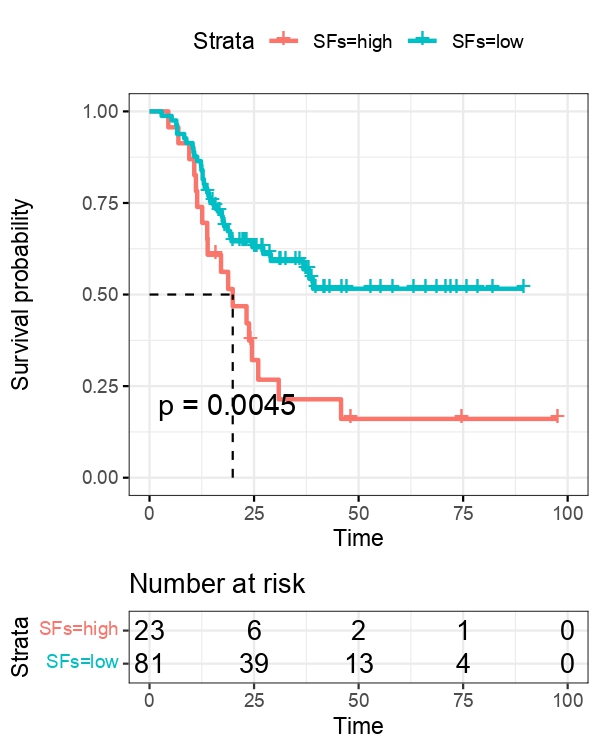 Strata SFs=high SFs=low
Survival probability
1.00
0.75
0.50
0.25
0.00
p = 0.0045
0 25 50 75 100
Time
Number at risk
Strata
SFs=high 23 6 2 1 0
SFs=low 81 39 13 4 0
0 25 50 75 100
Time